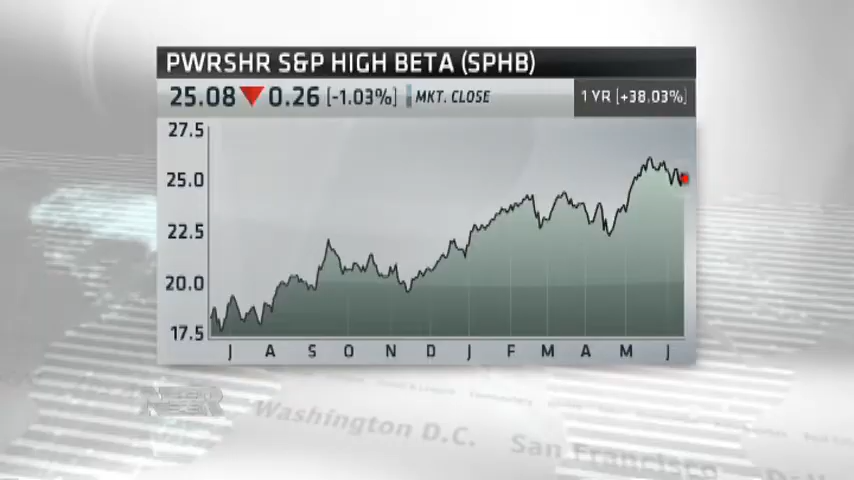 PWRSHR S&P HIGH BETA (SPHB)
25.08 ▼ 0.26 [-1.03%] MKT. CLOSE 1 YR [+38.03%]
27.5
25.0
22.5
20.0
17.5
J A S O N D J F M A M J
Washington D.C.
San Francisco